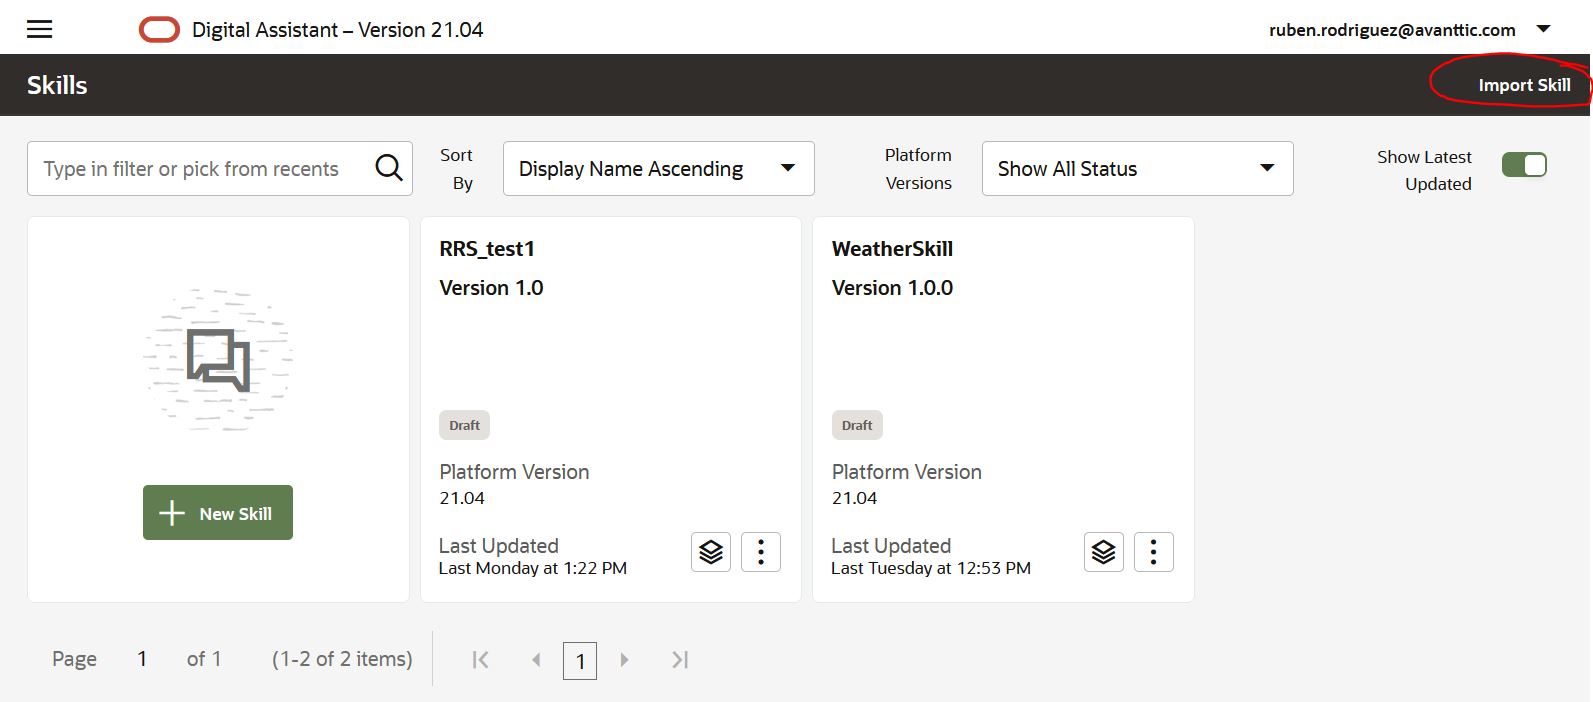 Digital Assistant – Version 21.04
ruben.rodriguez@avanttic.com
Skills
Import Skill
Type in filter or pick from recents
Sort
By
Display Name Ascending
Platform
Versions
Show All Status
Show Latest
Updated
New Skill
RRS_test1
Version 1.0
Draft
Platform Version
21.04
Last Updated
Last Monday at 1:22 PM
WeatherSkill
Version 1.0.0
Draft
Platform Version
21.04
Last Updated
Last Tuesday at 12:53 PM
Page 1 of 1 (1-2 of 2 items) 1